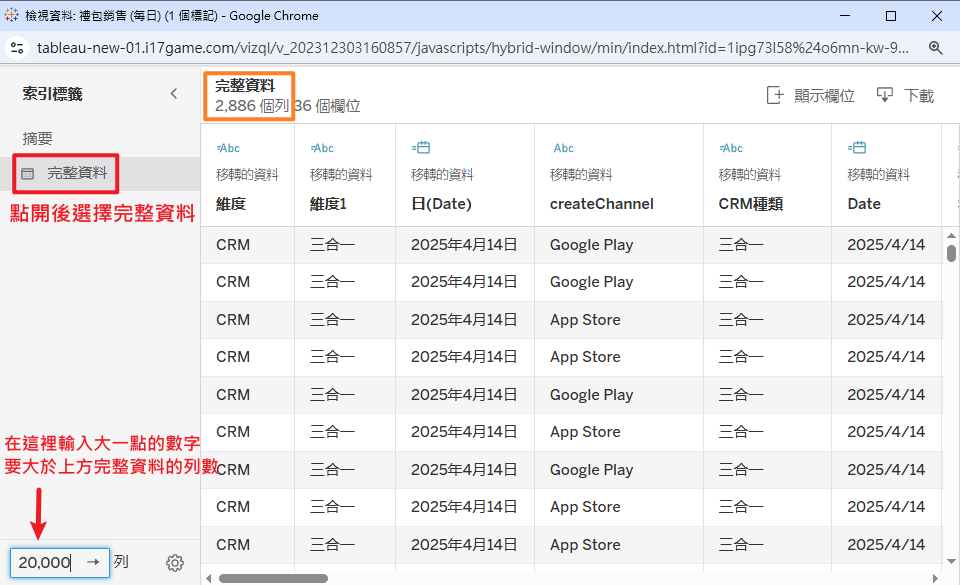 檢視資料: 禮包銷售 (每日) (1 個標記) - Google Chrome
tableau-new-01.i17game.com/vizql/v_202312303160857/javascripts/hybrid-window/min/index.html?id=1ipg73l58%24o6mn-kw-9...
索引標籤
摘要
完整資料
點開後選擇完整資料
在這裡輸入大一點的數字
要大於上方完整資料的列數
20,000 → 列
完整資料
2,886 個列 36 個欄位
顯示欄位 下載
Abc Abc Abc Abc
移轉的資料 移轉的資料 移轉的資料 移轉的資料 移轉的資料 移轉的資料
維度 維度1 日(Date) createChannel CRM種類 Date
CRM 三合一 2025年4月14日 Google Play 三合一 2025/4/14
CRM 三合一 2025年4月14日 Google Play 三合一 2025/4/14
CRM 三合一 2025年4月14日 App Store 三合一 2025/4/14
CRM 三合一 2025年4月14日 App Store 三合一 2025/4/14
CRM 三合一 2025年4月14日 Google Play 三合一 2025/4/14
CRM 三合一 2025年4月14日 App Store 三合一 2025/4/14
CRM 三合一 2025年4月14日 Google Play 三合一 2025/4/14
CRM 三合一 2025年4月14日 App Store 三合一 2025/4/14
CRM 三合一 2025年4月14日 App Store 三合一 2025/4/14